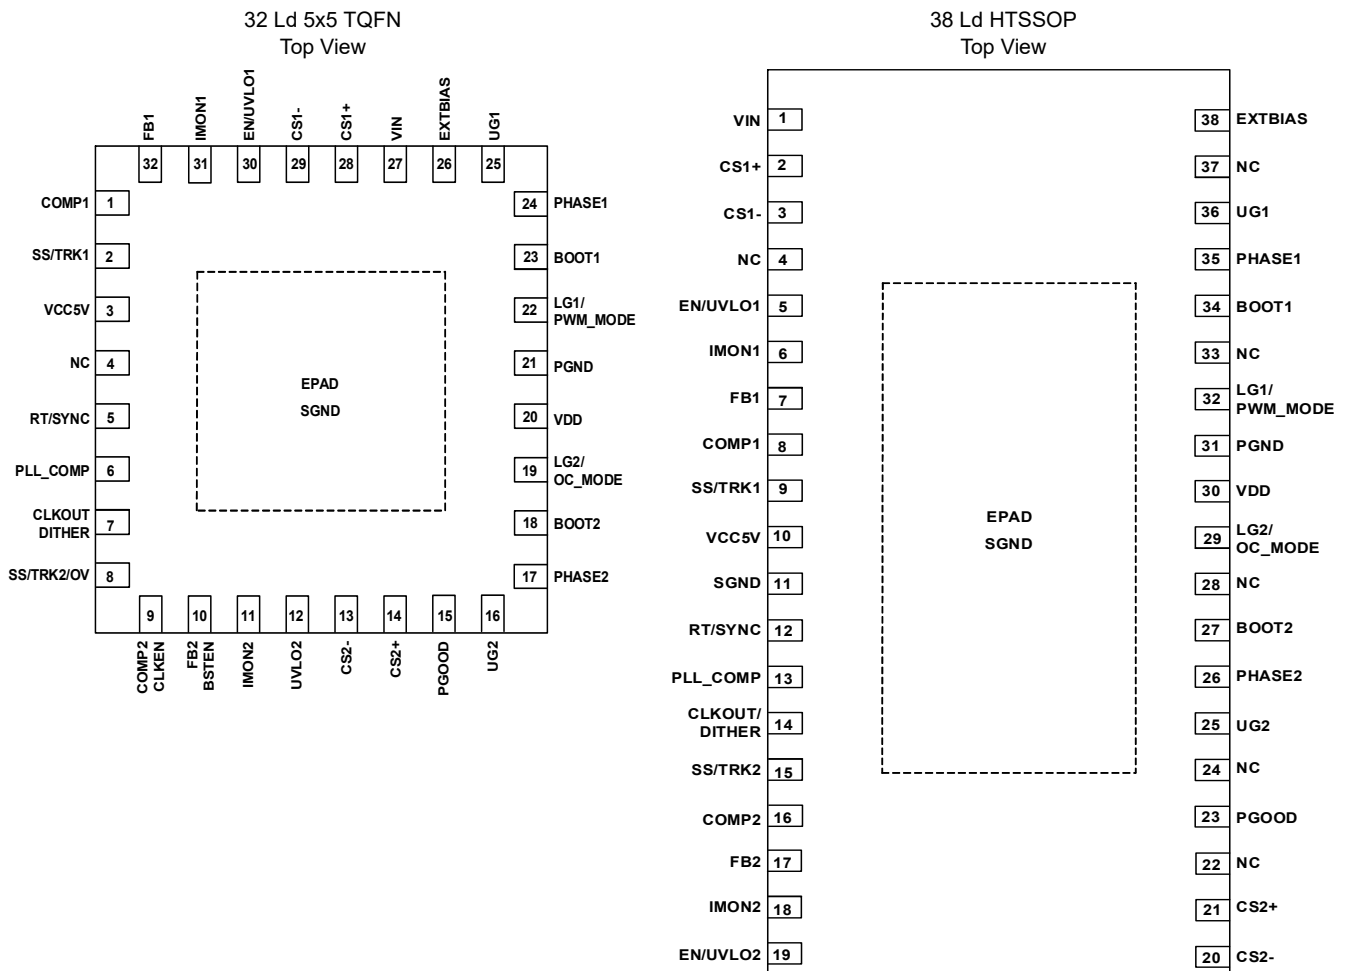 32 Ld 5x5 TQFN
Top View
FB1
IMON1
EN/UVLO1
CS1-
CS1+
VIN
EXTBIAS
UG1
32
31
30
29
28
27
26
25
COMP1 1
SS/TRK1 2
VCC5V 3
NC 4
RT/SYNC 5
PLL_COMP 6
CLKOUT
DITHER 7
SS/TRK2/OV 8
EPAD
SGND
24 PHASE1
23 BOOT1
22 LG1/
PWM_MODE
21 PGND
20 VDD
19 LG2/
OC_MODE
18 BOOT2
17 PHASE2
9
10
11
12
13
14
15
16
COMP2
CLKEN
FB2
BSTEN
IMON2
UVLO2
CS2-
CS2+
PGOOD
UG2
38 Ld HTSSOP
Top View
VIN 1
CS1+ 2
CS1- 3
NC 4
EN/UVLO1 5
IMON1 6
FB1 7
COMP1 8
SS/TRK1 9
VCC5V 10
SGND 11
RT/SYNC 12
PLL_COMP 13
CLKOUT/
DITHER 14
SS/TRK2 15
COMP2 16
FB2 17
IMON2 18
EN/UVLO2 19
EPAD
SGND
38 EXTBIAS
37 NC
36 UG1
35 PHASE1
34 BOOT1
33 NC
32 LG1/
PWM_MODE
31 PGND
30 VDD
29 LG2/
OC_MODE
28 NC
27 BOOT2
26 PHASE2
25 UG2
24 NC
23 PGOOD
22 NC
21 CS2+
20 CS2-